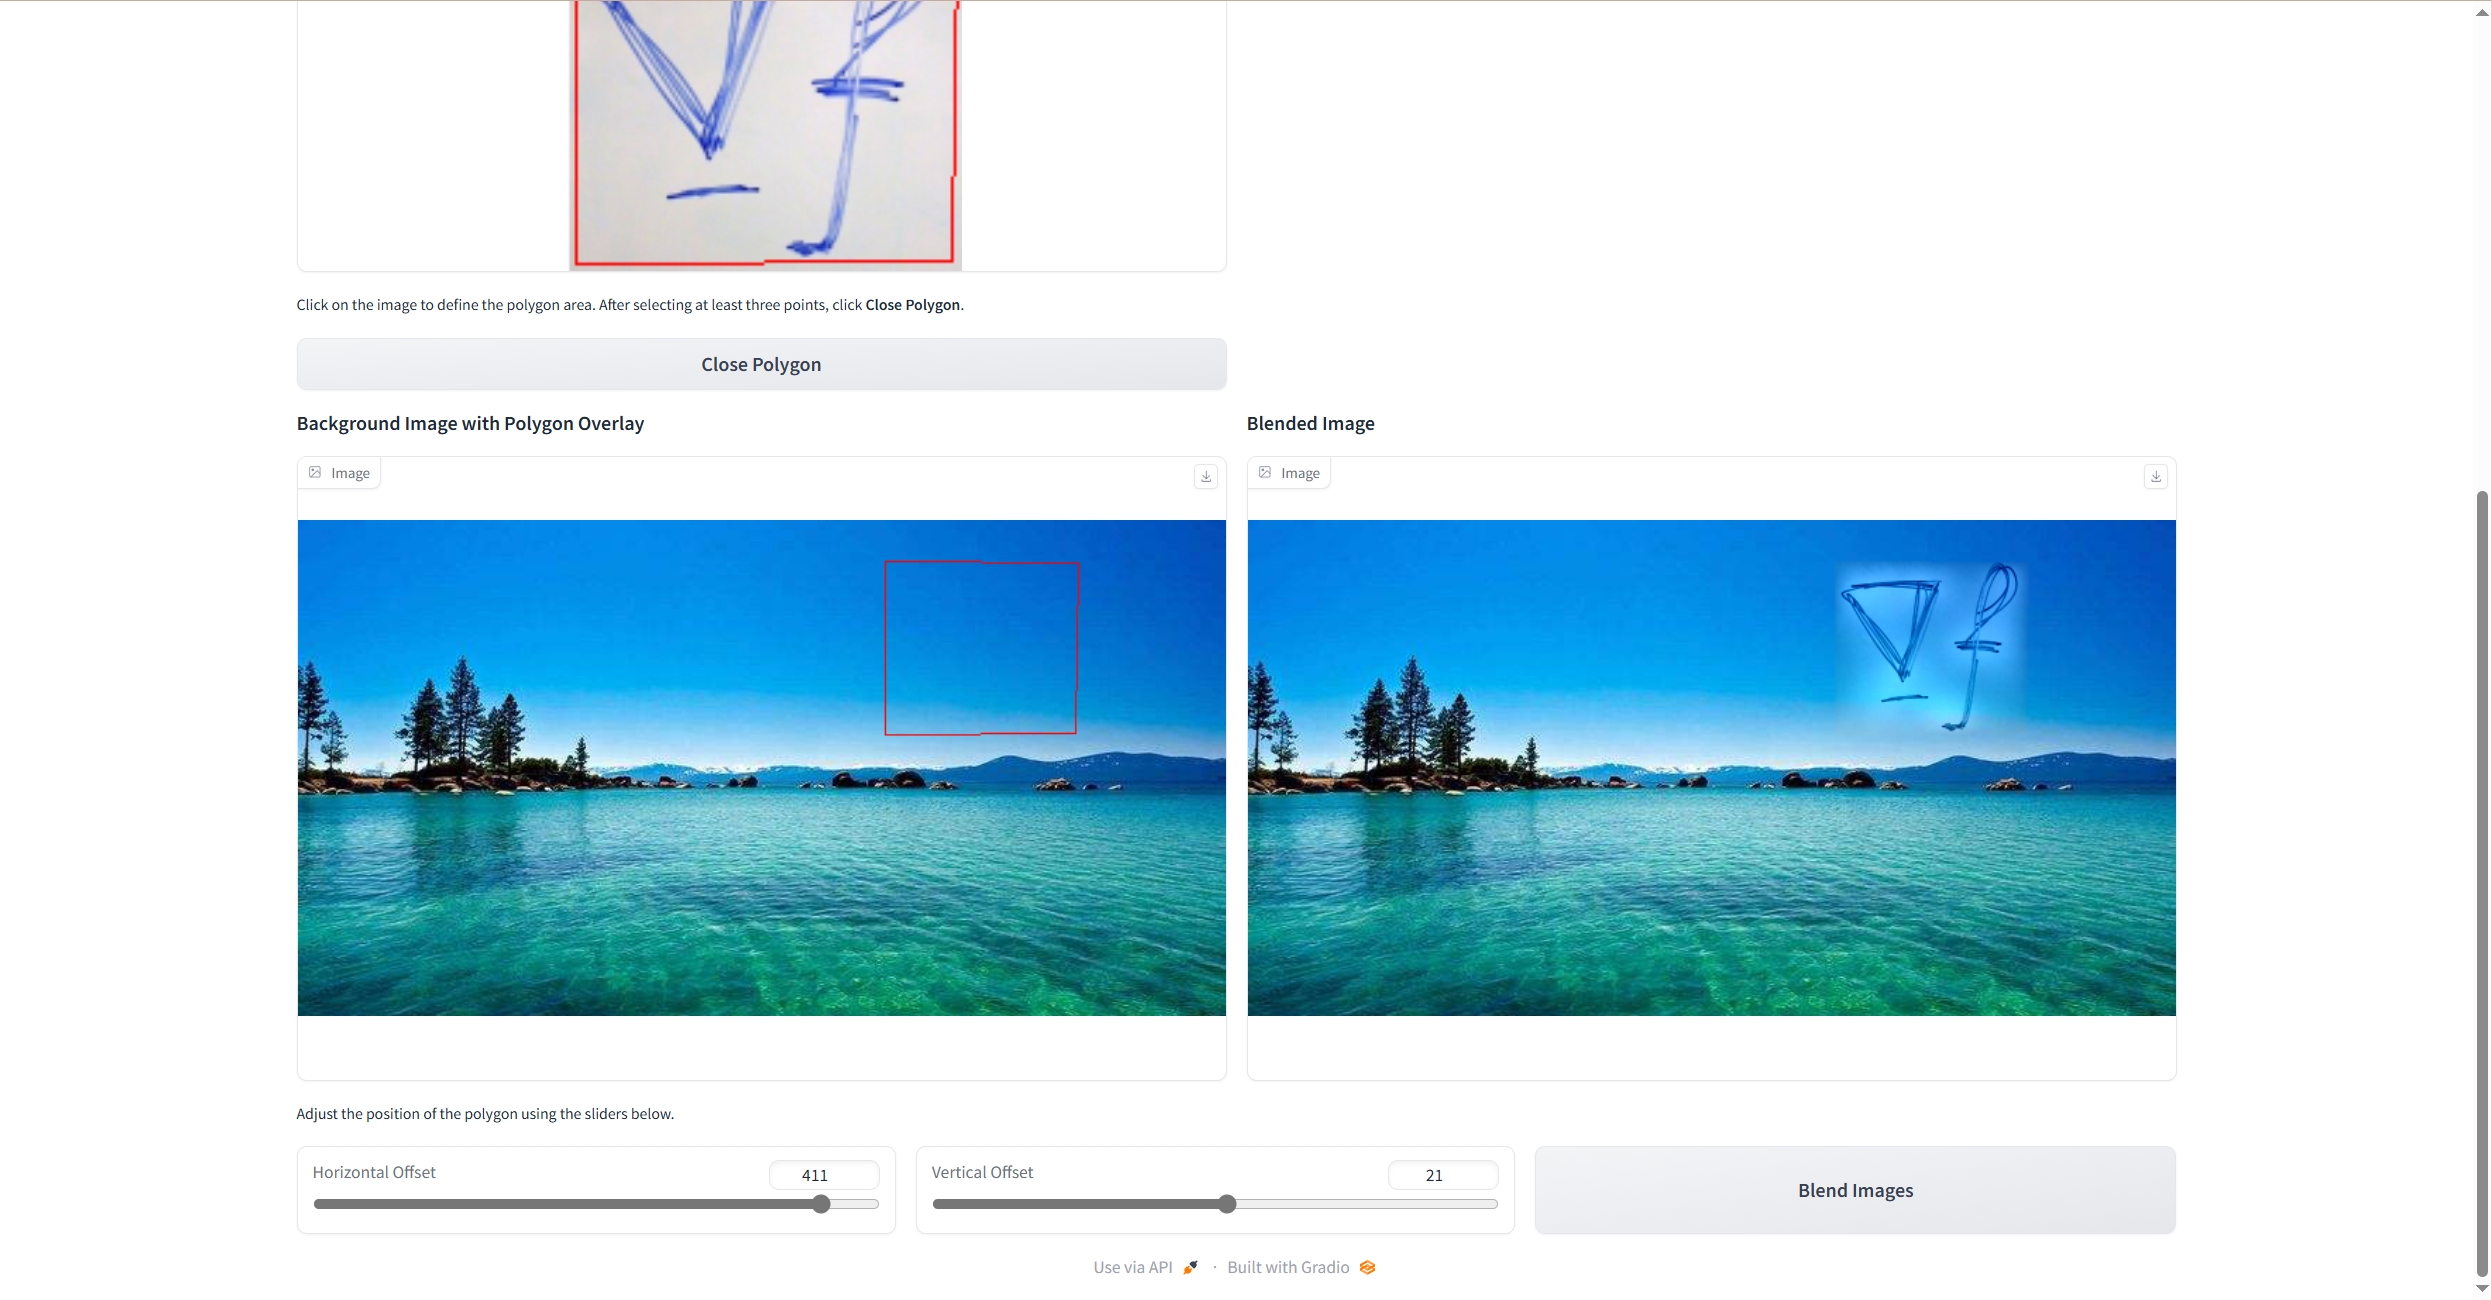 ∇f
Click on the image to define the polygon area. After selecting at least three points, click Close Polygon.
Close Polygon
Background Image with Polygon Overlay
Blended Image
Image
Image
∇f
Adjust the position of the polygon using the sliders below.
Horizontal Offset 411
Vertical Offset 21
Blend Images
Use via API · Built with Gradio